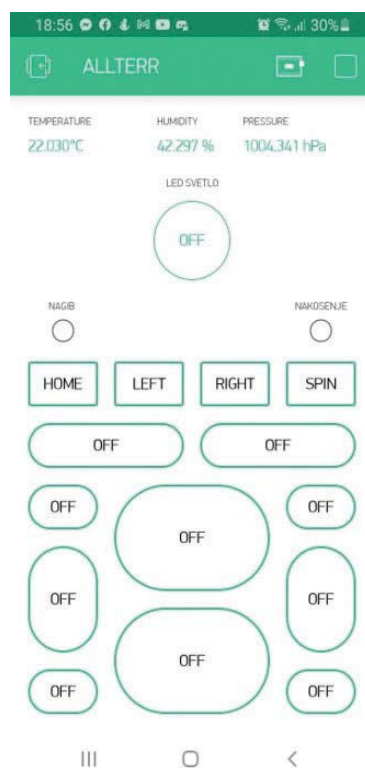 18:56 30%
ALLTERR
TEMPERATURE HUMIDITY PRESSURE
22.030°C 42.297 % 1004.341 hPa
LED SVETLO
OFF
NAGIB NAKOSENJE
HOME LEFT RIGHT SPIN
OFF OFF
OFF OFF
OFF
OFF OFF
OFF
OFF OFF